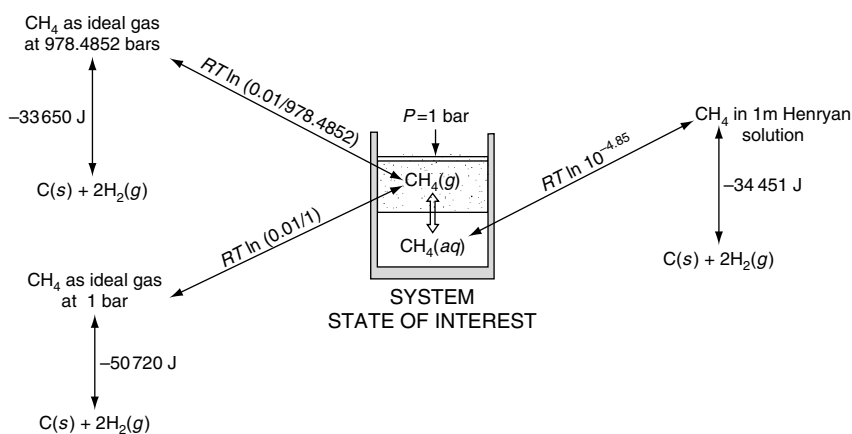 CH₄ as ideal gas
at 978.4852 bars
–33 650 J
C(s) + 2H₂(g)
RT ln (0.01/978.4852)
P=1 bar
CH₄(g)
CH₄(aq)
SYSTEM
STATE OF INTEREST
RT ln (0.01/1)
CH₄ as ideal gas
at 1 bar
–50 720 J
C(s) + 2H₂(g)
RT ln 10⁻⁴·⁸⁵
CH₄ in 1m Henryan
solution
–34 451 J
C(s) + 2H₂(g)